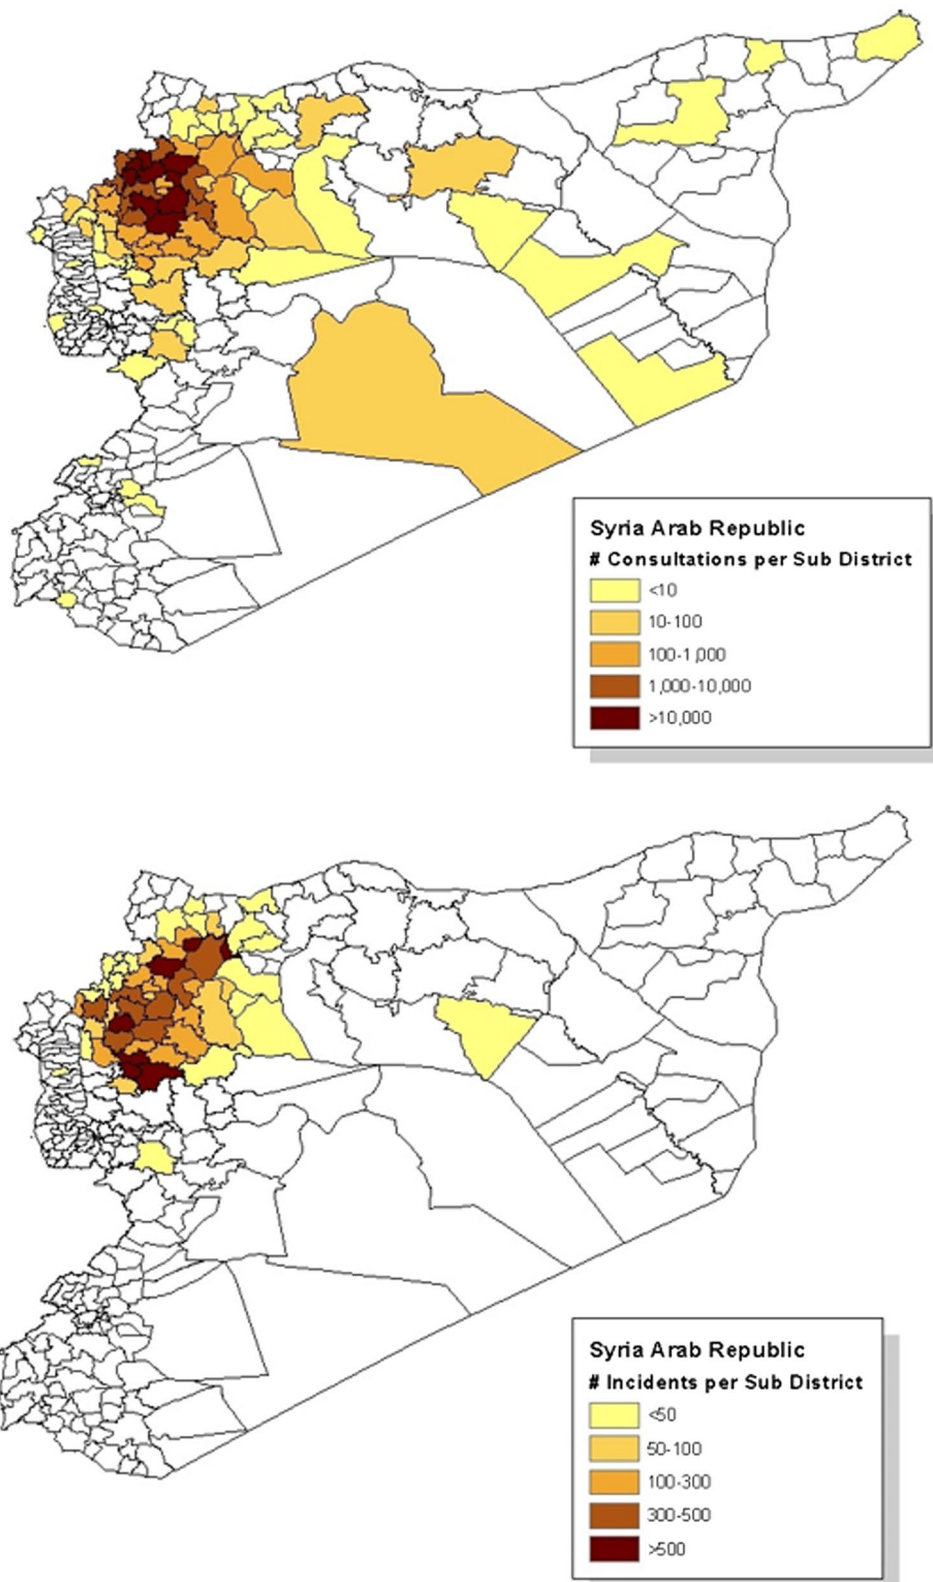 Syria Arab Republic
# Consultations per Sub District
<10
10-100
100-1,000
1,000-10,000
>10,000
Syria Arab Republic
# Incidents per Sub District
<50
50-100
100-300
300-500
>500